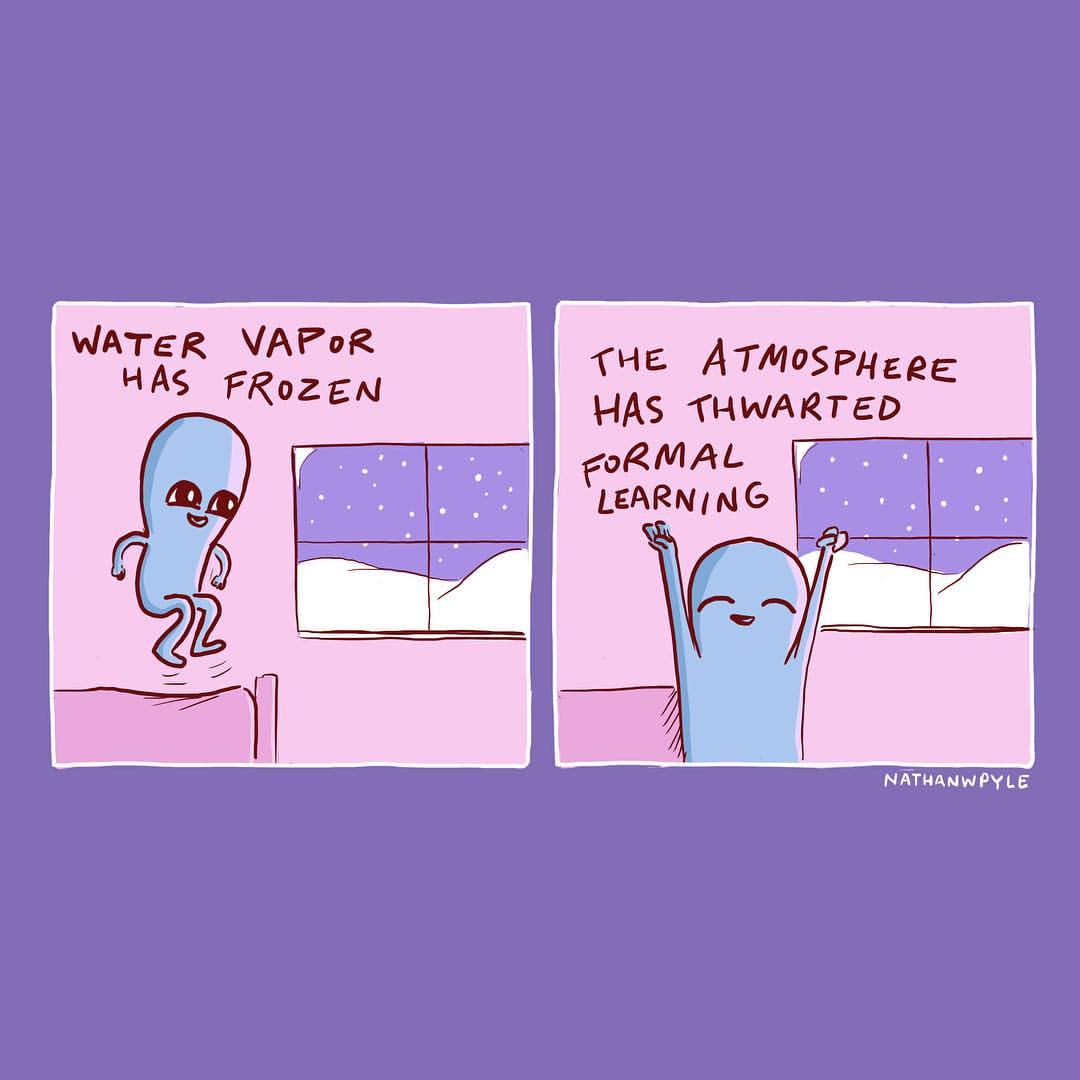 WATER VAPOR
HAS FROZEN
THE ATMOSPHERE
HAS THWARTED
FORMAL
LEARNING
NATHANWPYLE